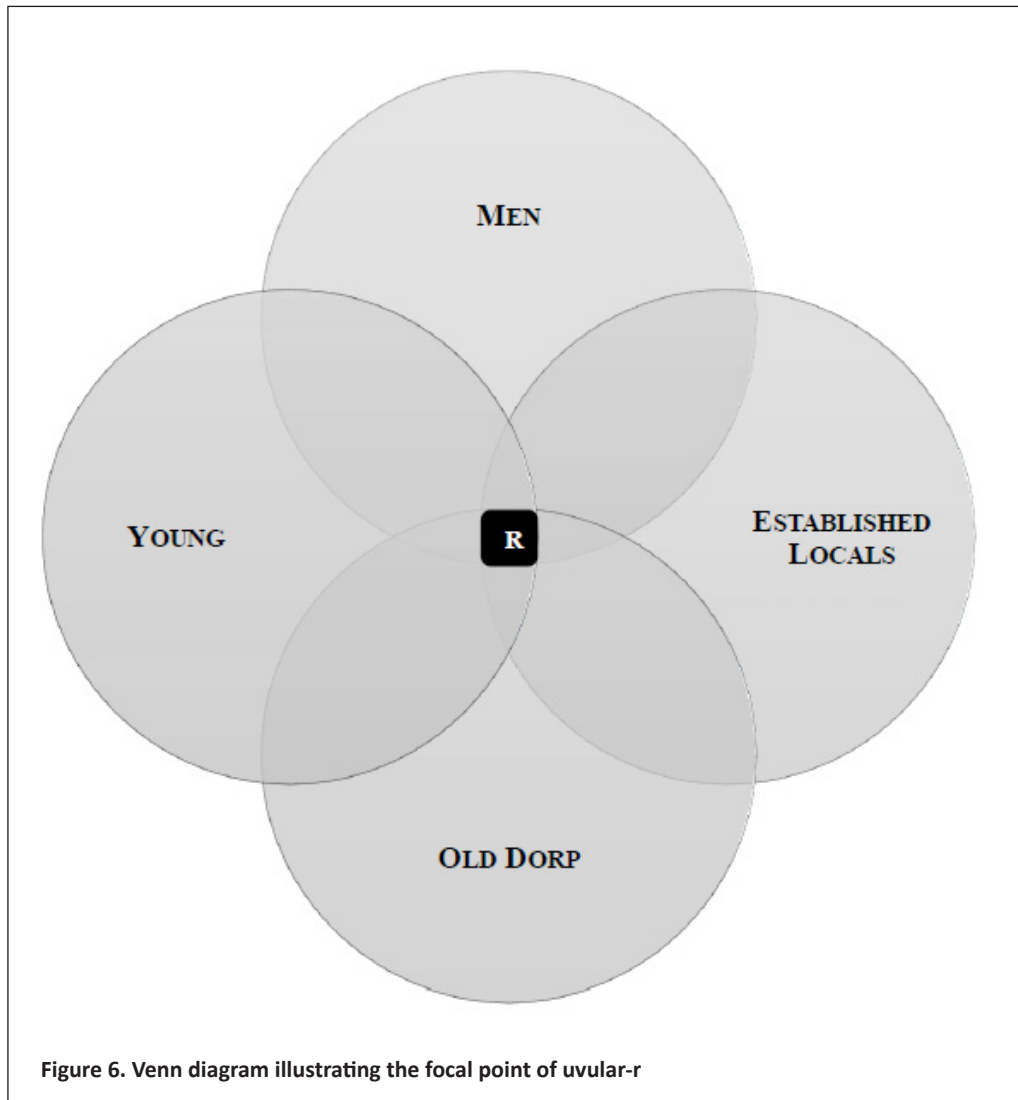 MEN
YOUNG
R
ESTABLISHED
LOCALS
OLD DORP
Figure 6. Venn diagram illustrating the focal point of uvular-r